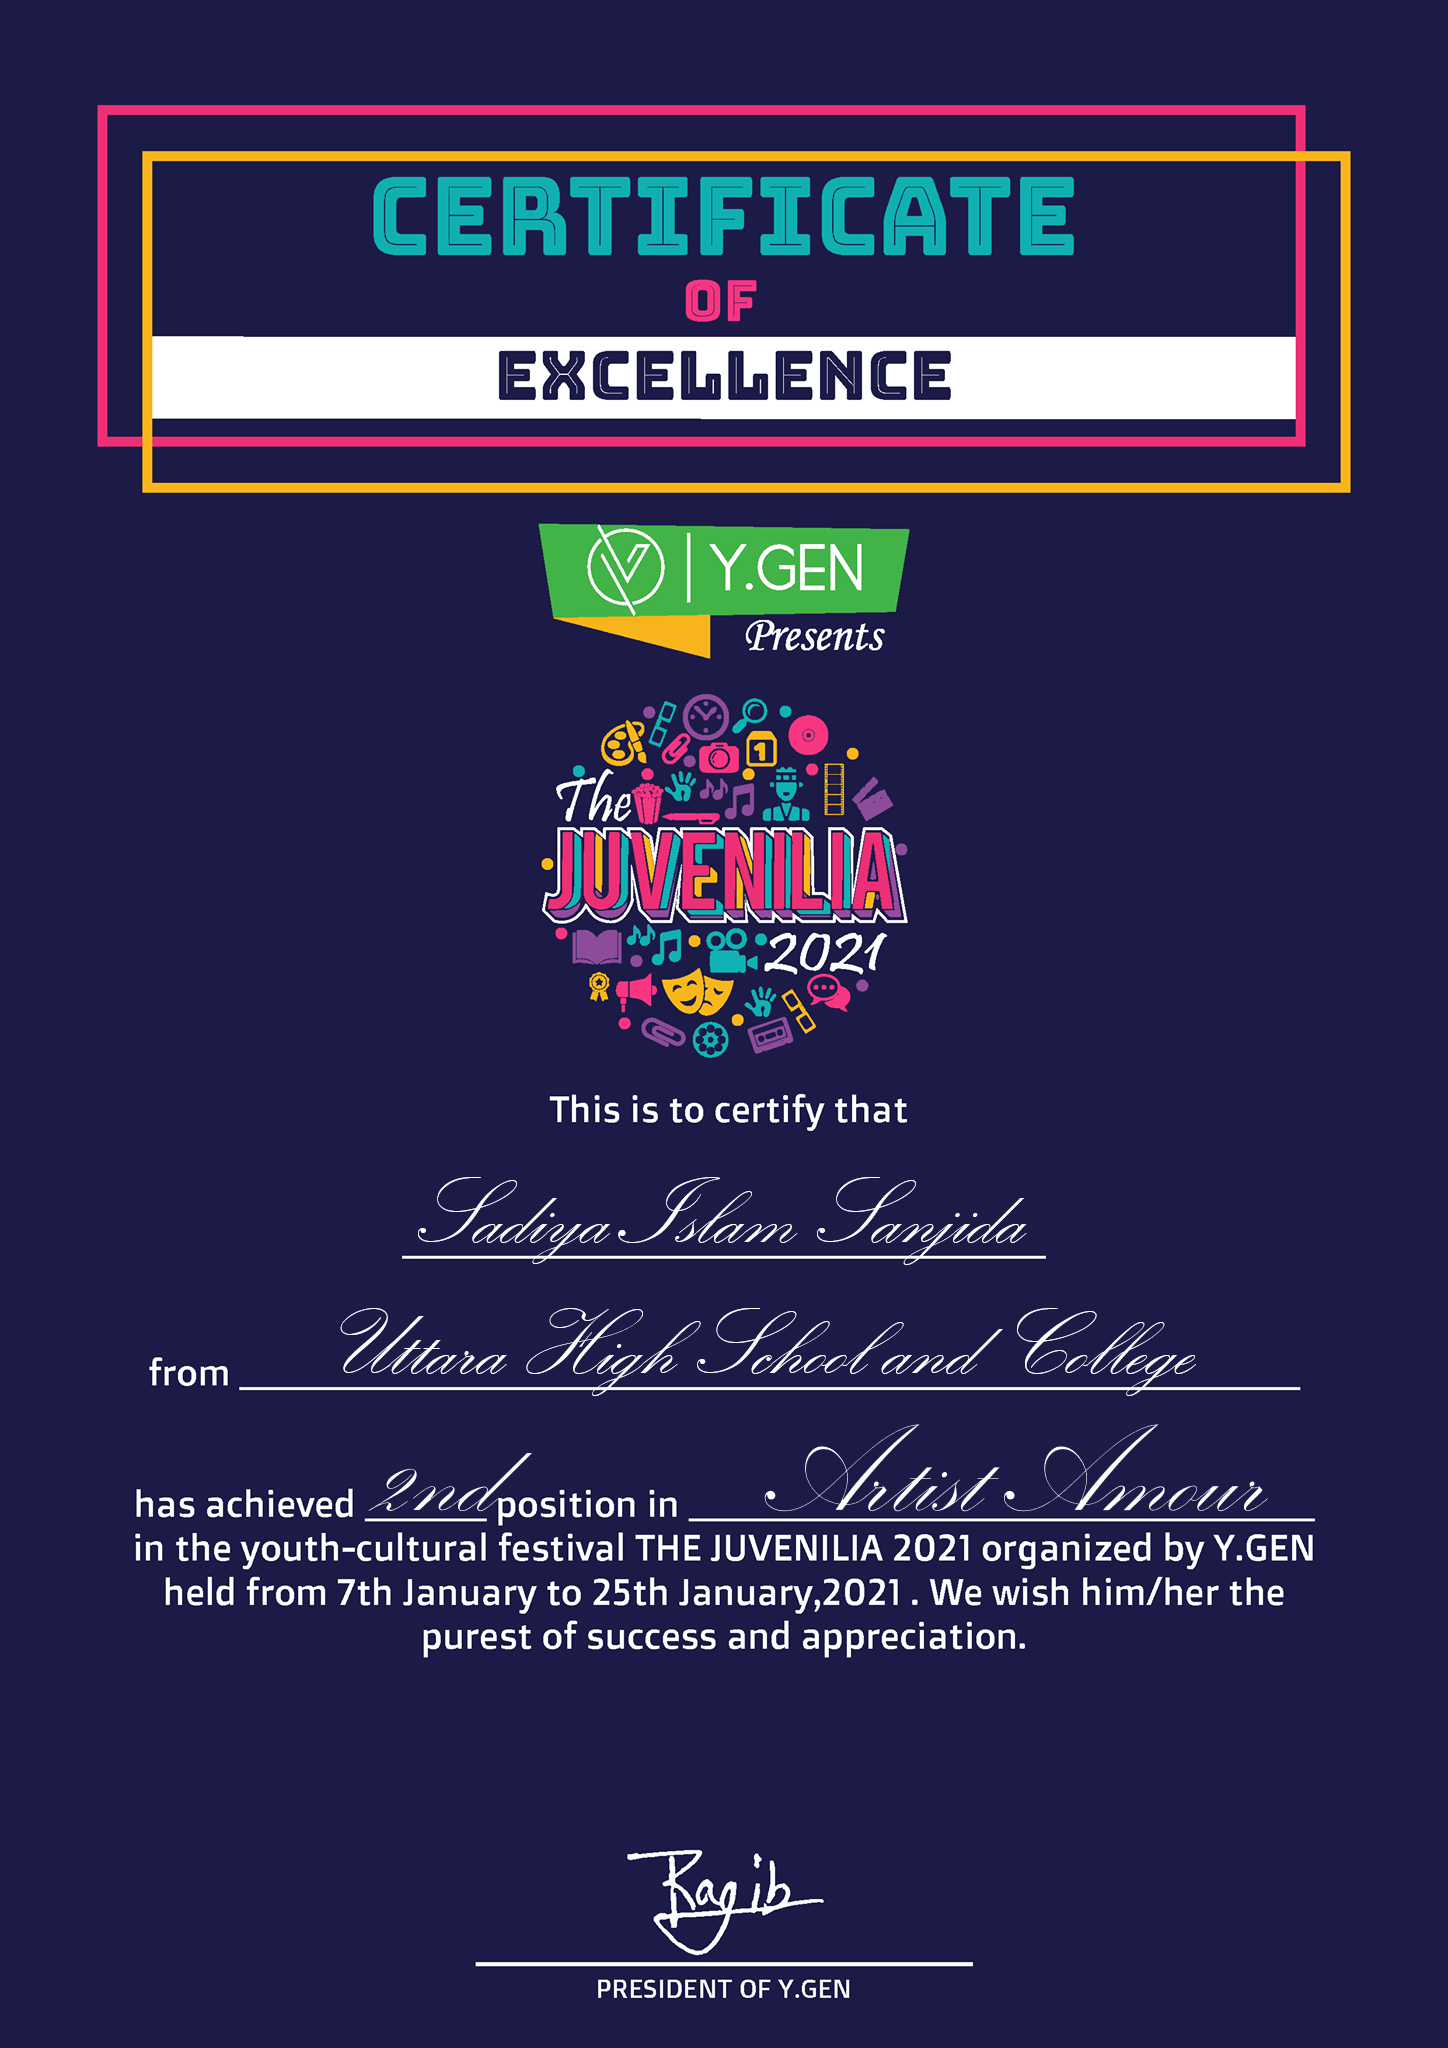 CERTIFICATE
OF
EXCELLENCE
Y.GEN
Presents
1
The
JUVENILIA
2021
This is to certify that
Sadiya Islam Sanjida
from Uttara High School and College
has achieved 2nd position in Artist Amour
in the youth-cultural festival THE JUVENILIA 2021 organized by Y.GEN
held from 7th January to 25th January,2021 . We wish him/her the
purest of success and appreciation.
Ragib
PRESIDENT OF Y.GEN